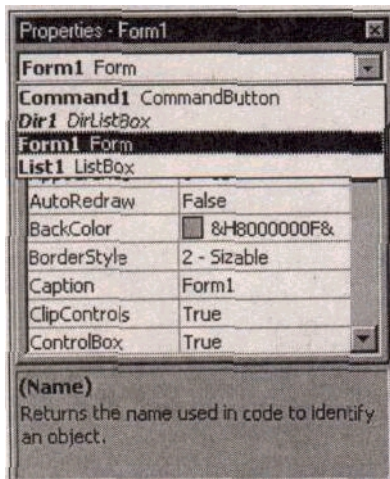 Properties - Form1
Form1 Form
Command1 CommandButton
Dir1 DirListBox
Form1 Form
List1 ListBox
AutoRedraw False
BackColor &H8000000F&
BorderStyle 2 - Sizable
Caption Form1
ClipControls True
ControlBox True
(Name)
Returns the name used in code to identify
an object.